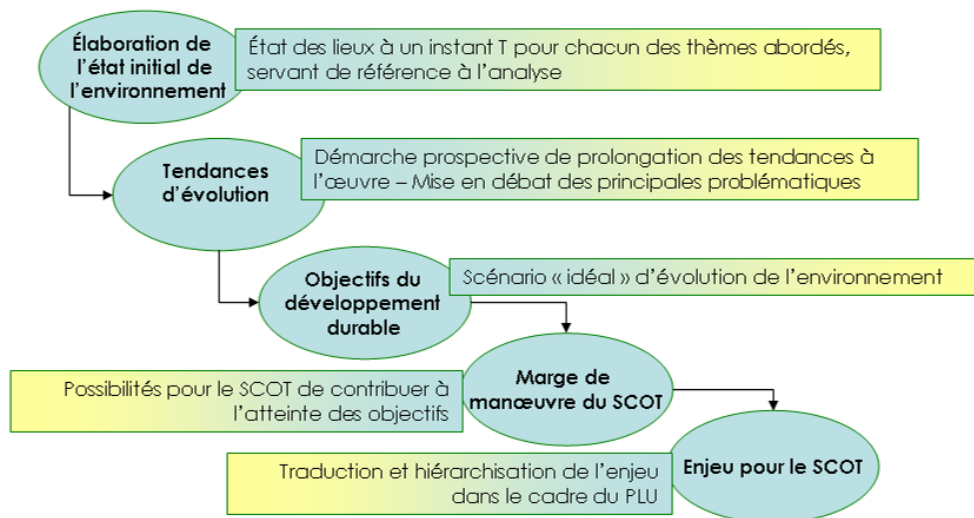 Élaboration de
l'état initial de
l'environnement
État des lieux à un instant T pour chacun des thèmes abordés,
servant de référence à l'analyse
Tendances
d'évolution
Démarche prospective de prolongation des tendances à
l'œuvre – Mise en débat des principales problématiques
Objectifs du
développement
durable
Scénario « idéal » d'évolution de l'environnement
Possibilités pour le SCOT de contribuer à
l'atteinte des objectifs
Marge de
manœuvre du SCOT
Traduction et hiérarchisation de l'enjeu
dans le cadre du PLU
Enjeu pour le SCOT